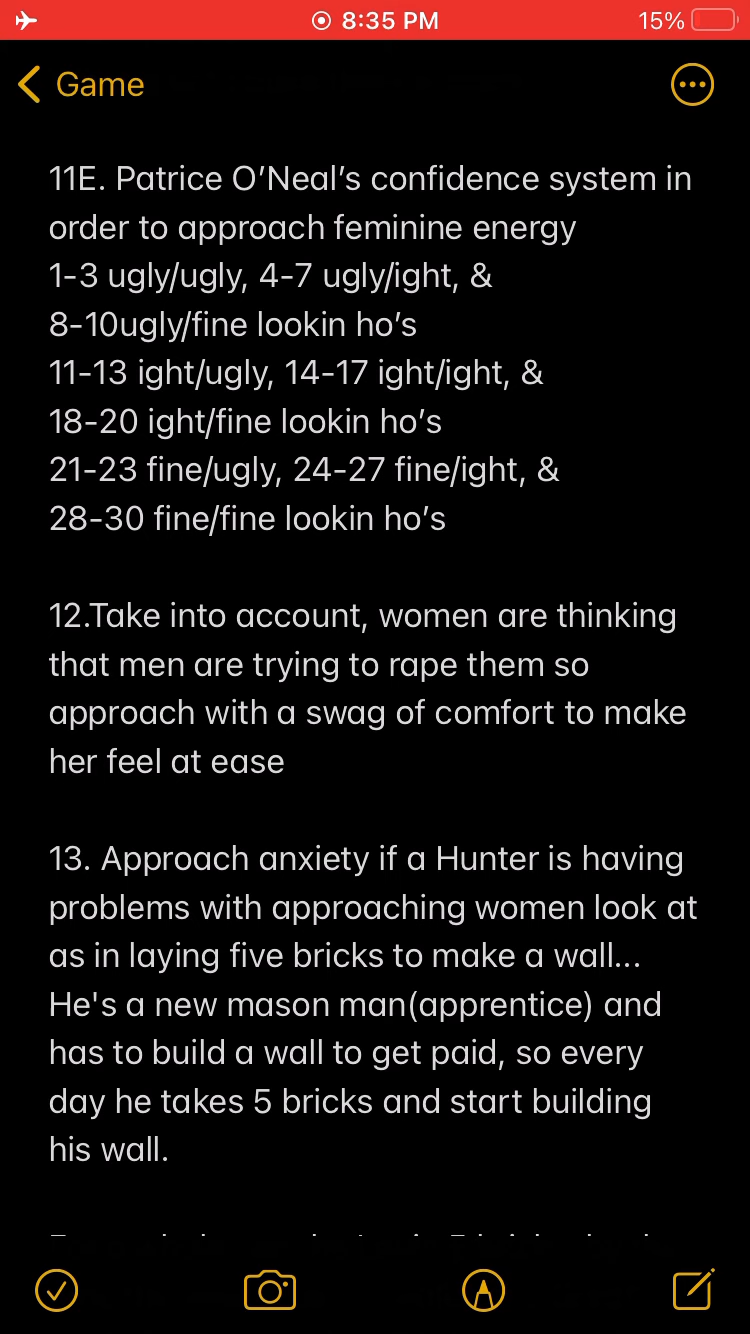 8:35 PM
15%
Game
11E. Patrice O’Neal’s confidence system in
order to approach feminine energy
1-3 ugly/ugly, 4-7 ugly/ight, &
8-10ugly/fine lookin ho’s
11-13 ight/ugly, 14-17 ight/ight, &
18-20 ight/fine lookin ho’s
21-23 fine/ugly, 24-27 fine/ight, &
28-30 fine/fine lookin ho’s
12.Take into account, women are thinking
that men are trying to rape them so
approach with a swag of comfort to make
her feel at ease
13. Approach anxiety if a Hunter is having
problems with approaching women look at
as in laying five bricks to make a wall...
He's a new mason man(apprentice) and
has to build a wall to get paid, so every
day he takes 5 bricks and start building
his wall.